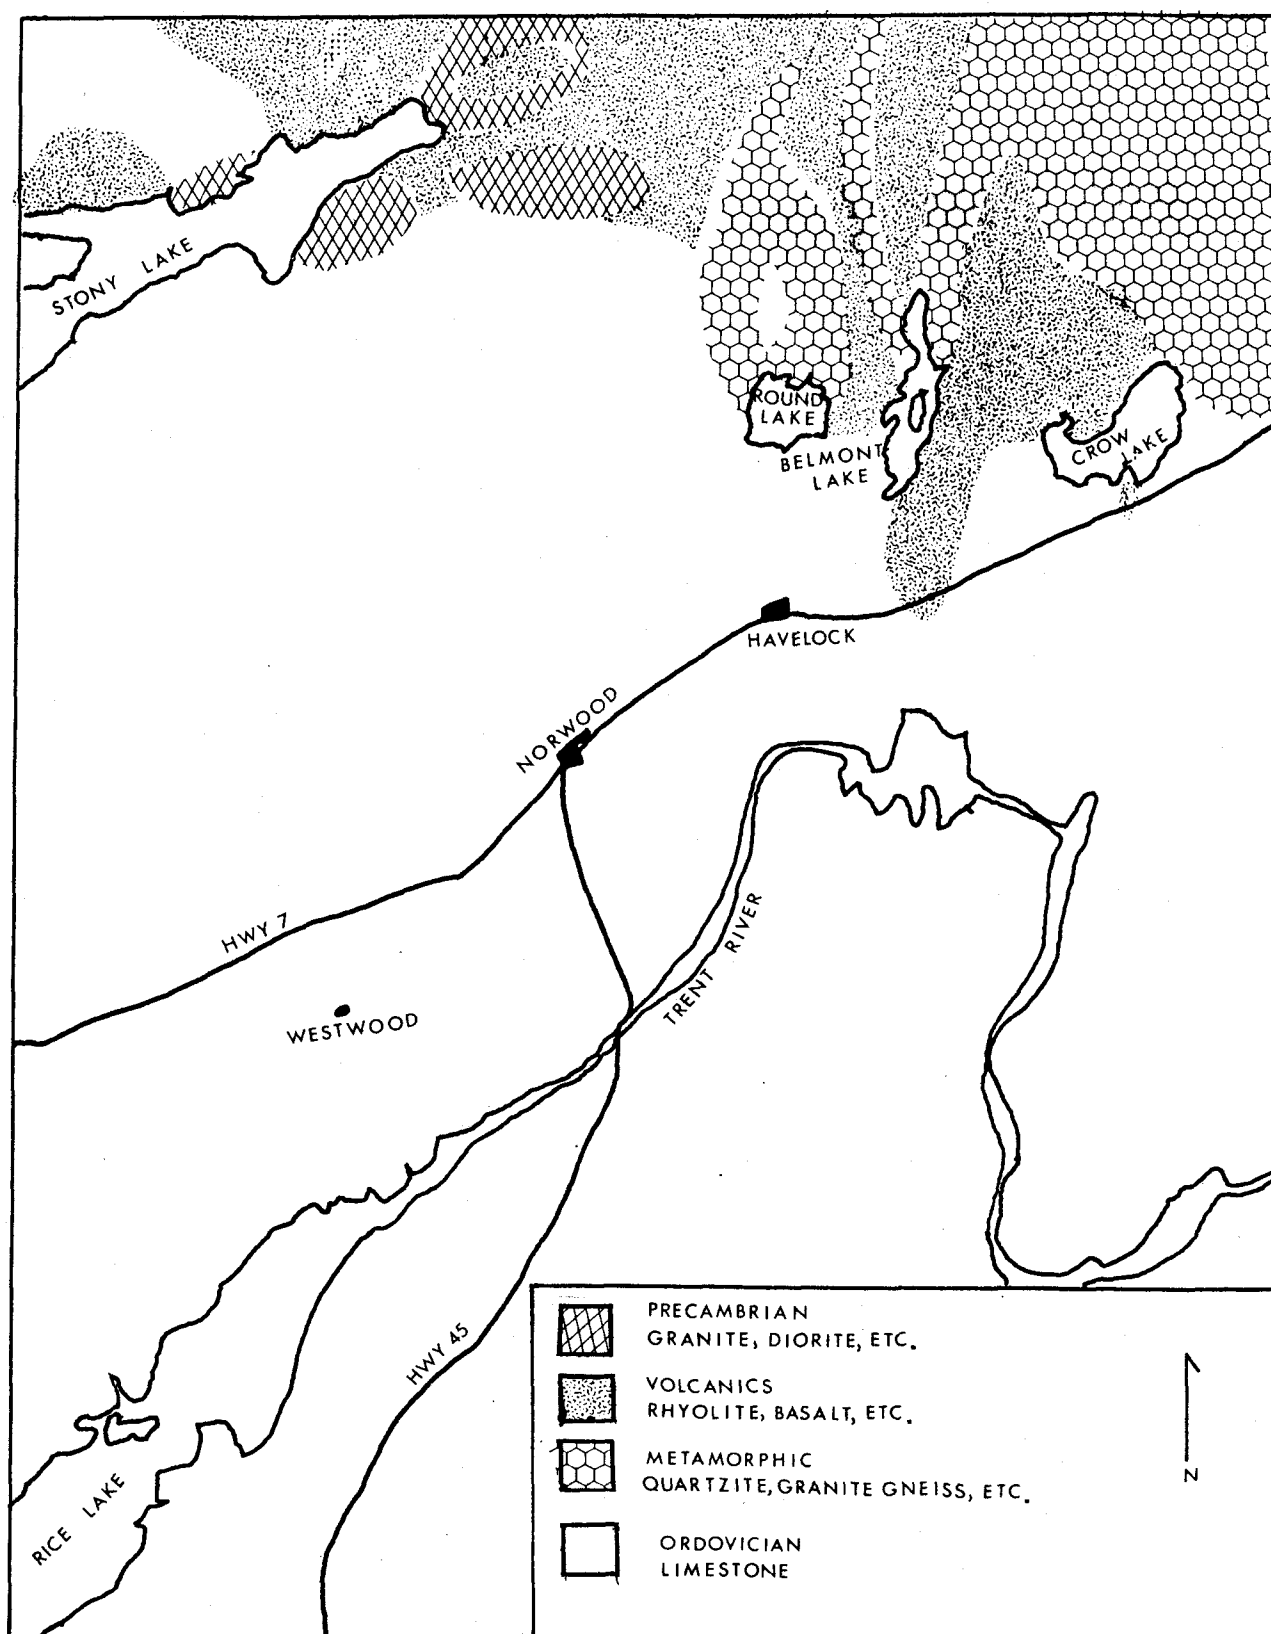 STONY LAKE
ROUND
LAKE
BELMONT
LAKE
CROW
LAKE
HAVELOCK
NORWOOD
HWY 7
WESTWOOD
TRENT RIVER
HWY 45
RICE LAKE
PRECAMBRIAN
GRANITE, DIORITE, ETC.
VOLCANICS
RHYOLITE, BASALT, ETC.
METAMORPHIC
QUARTZITE, GRANITE GNEISS, ETC.
N
ORDOVICIAN
LIMESTONE